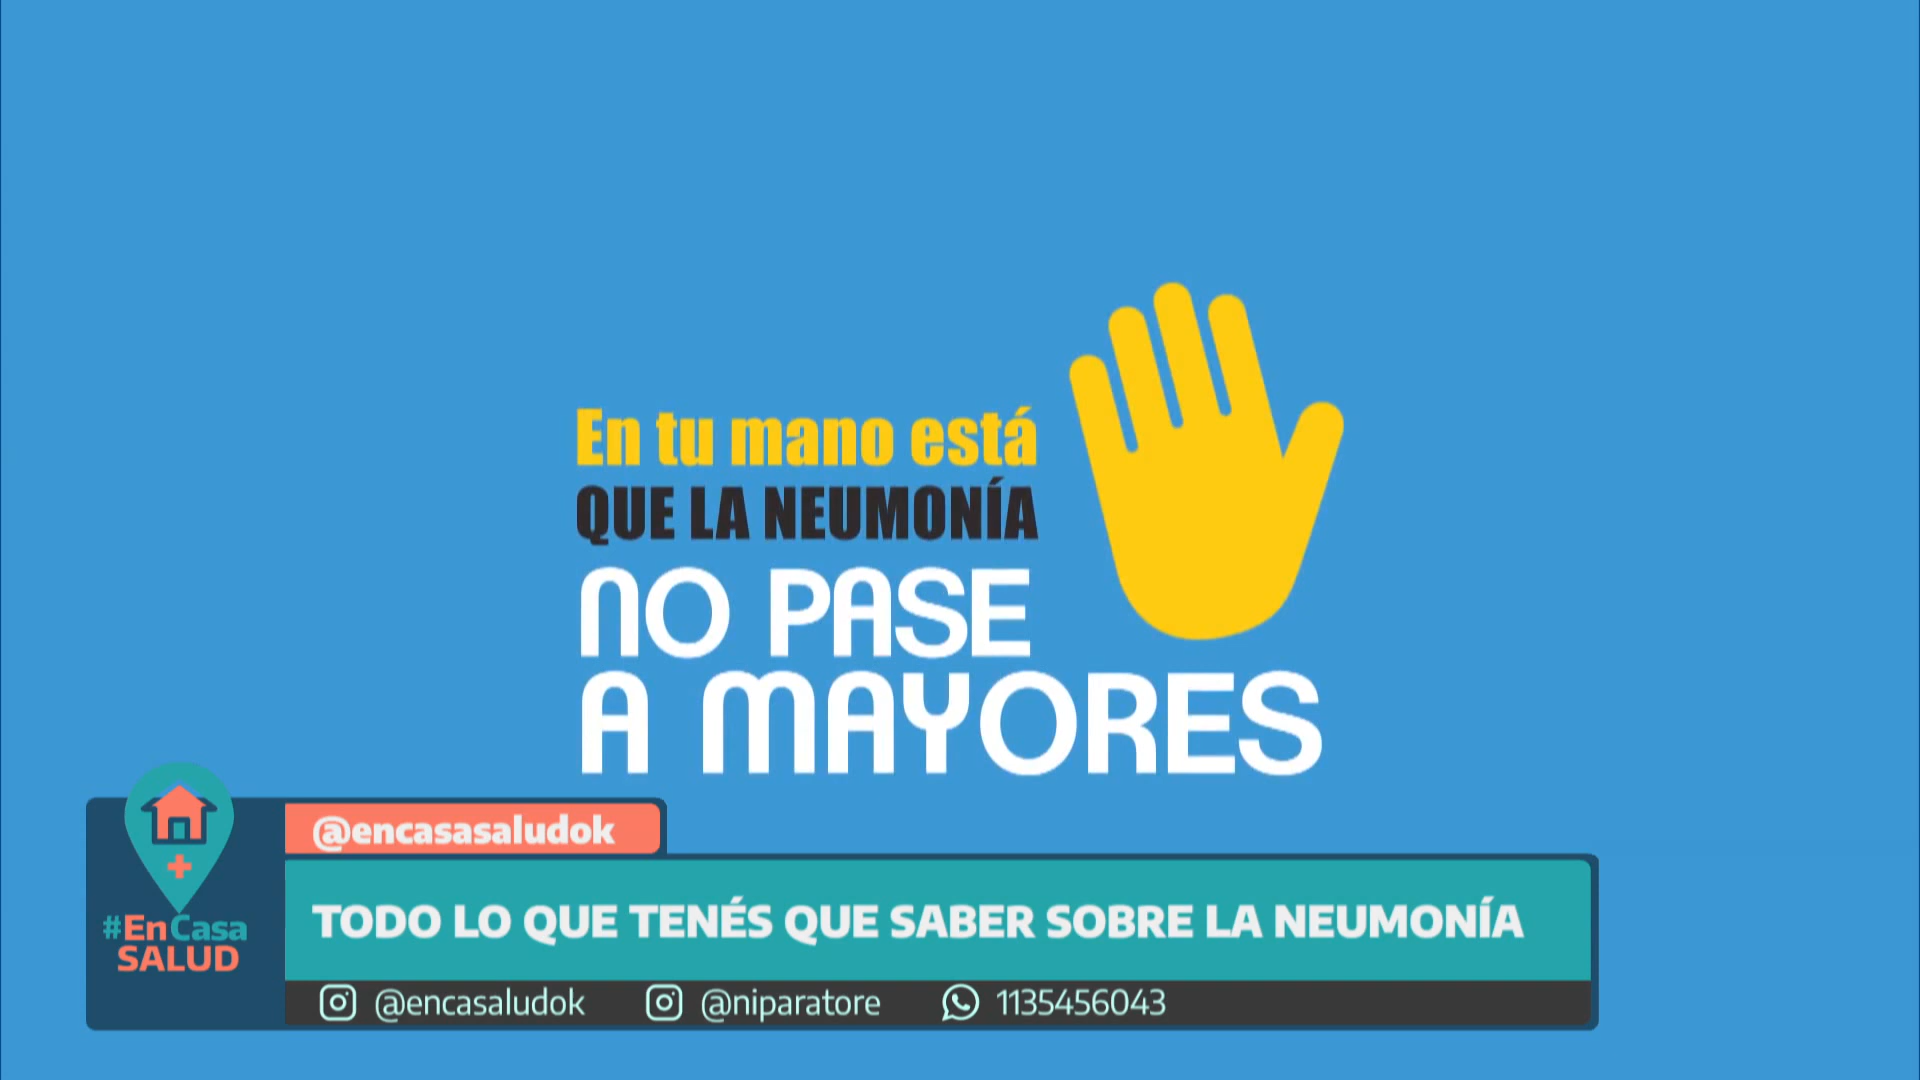 En tu mano está
QUE LA NEUMONÍA
NO PASE
A MAYORES
@encasasaludok
#EnCasa
SALUD
TODO LO QUE TENÉS QUE SABER SOBRE LA NEUMONÍA
@encasaludok @niparatore 1135456043